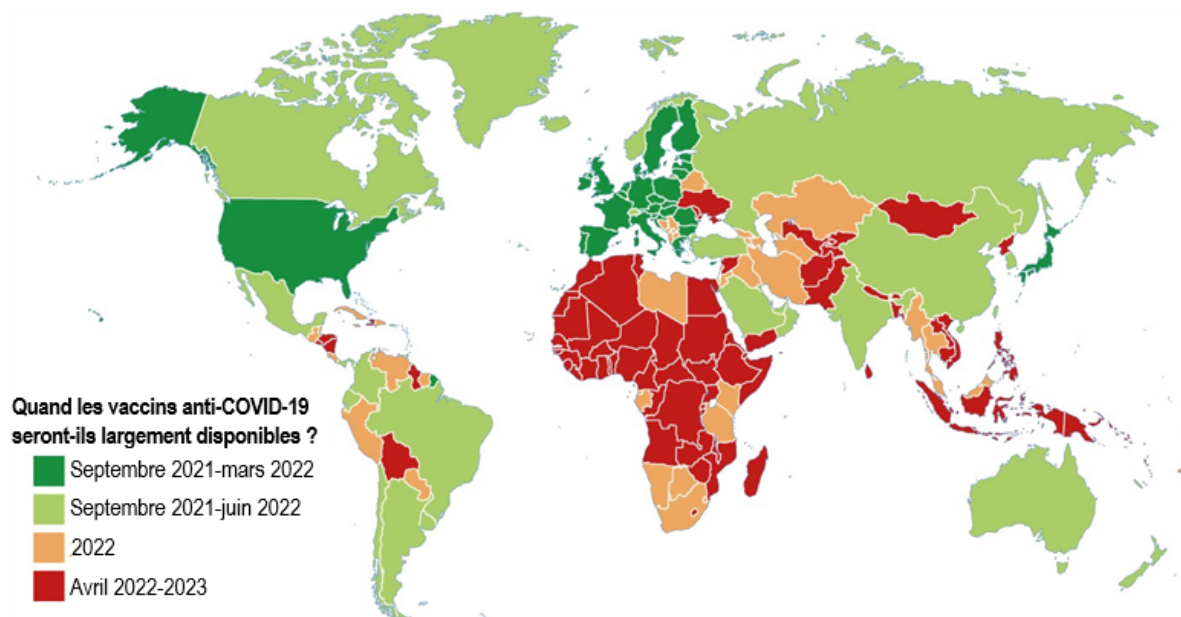 Quand les vaccins anti-COVID-19
seront-ils largement disponibles ?
Septembre 2021-mars 2022
Septembre 2021-juin 2022
2022
Avril 2022-2023